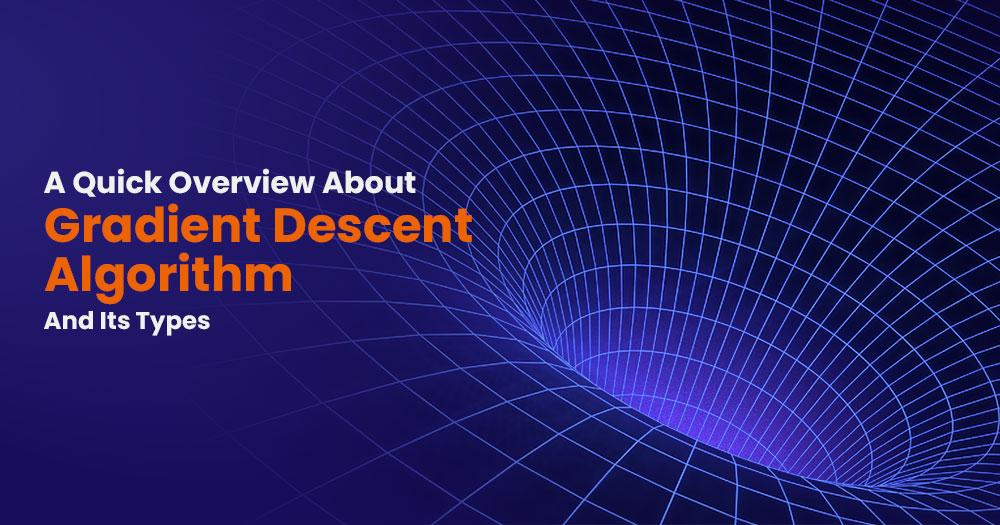 A Quick Overview About
Gradient Descent
Algorithm
And Its Types